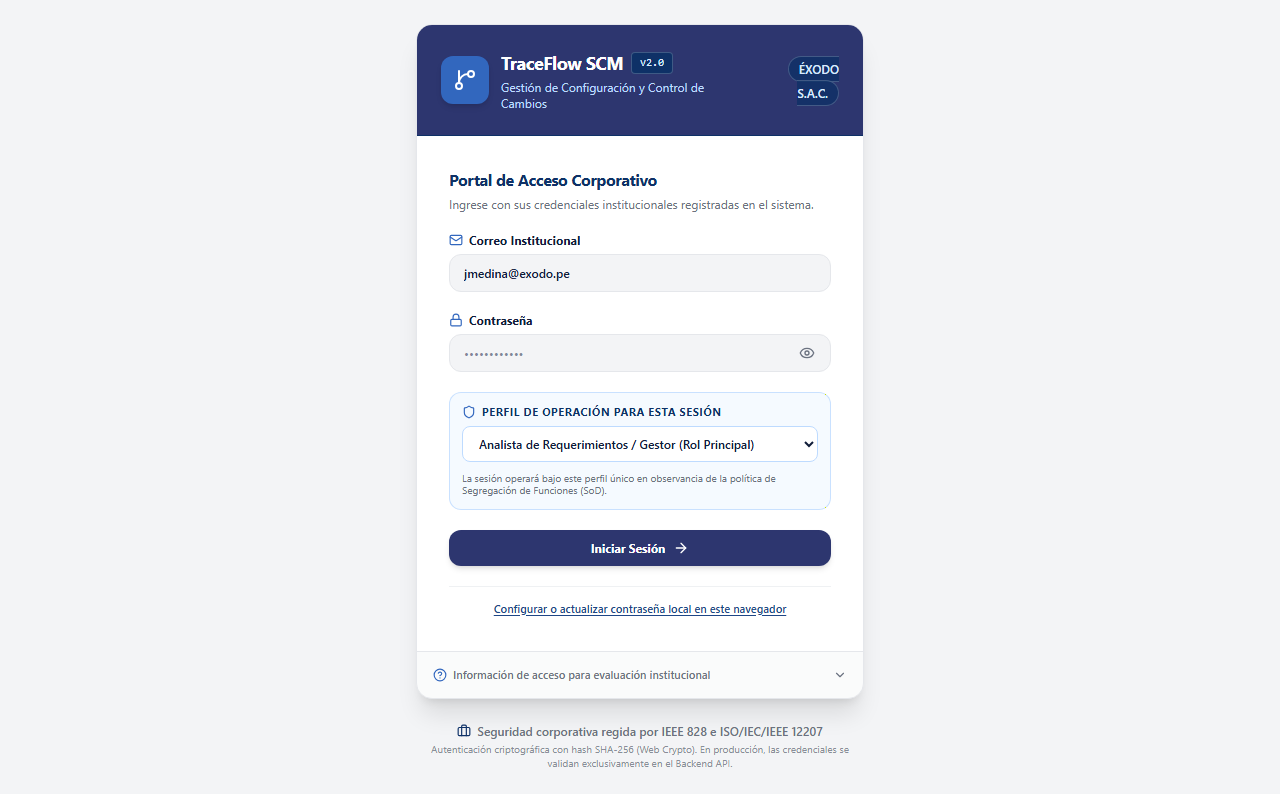 TraceFlow SCM v2.0
Gestión de Configuración y Control de
Cambios
ÉXODO
S.A.C.
Portal de Acceso Corporativo
Ingrese con sus credenciales institucionales registradas en el sistema.
Correo Institucional
jmedina@exodo.pe
Contraseña
••••••••••••
PERFIL DE OPERACIÓN PARA ESTA SESIÓN
Analista de Requerimientos / Gestor (Rol Principal)
La sesión operará bajo este perfil único en observancia de la política de
Segregación de Funciones (SoD).
Iniciar Sesión
Configurar o actualizar contraseña local en este navegador
Información de acceso para evaluación institucional
Seguridad corporativa regida por IEEE 828 e ISO/IEC/IEEE 12207
Autenticación criptográfica con hash SHA-256 (Web Crypto). En producción, las credenciales se
validan exclusivamente en el Backend API.